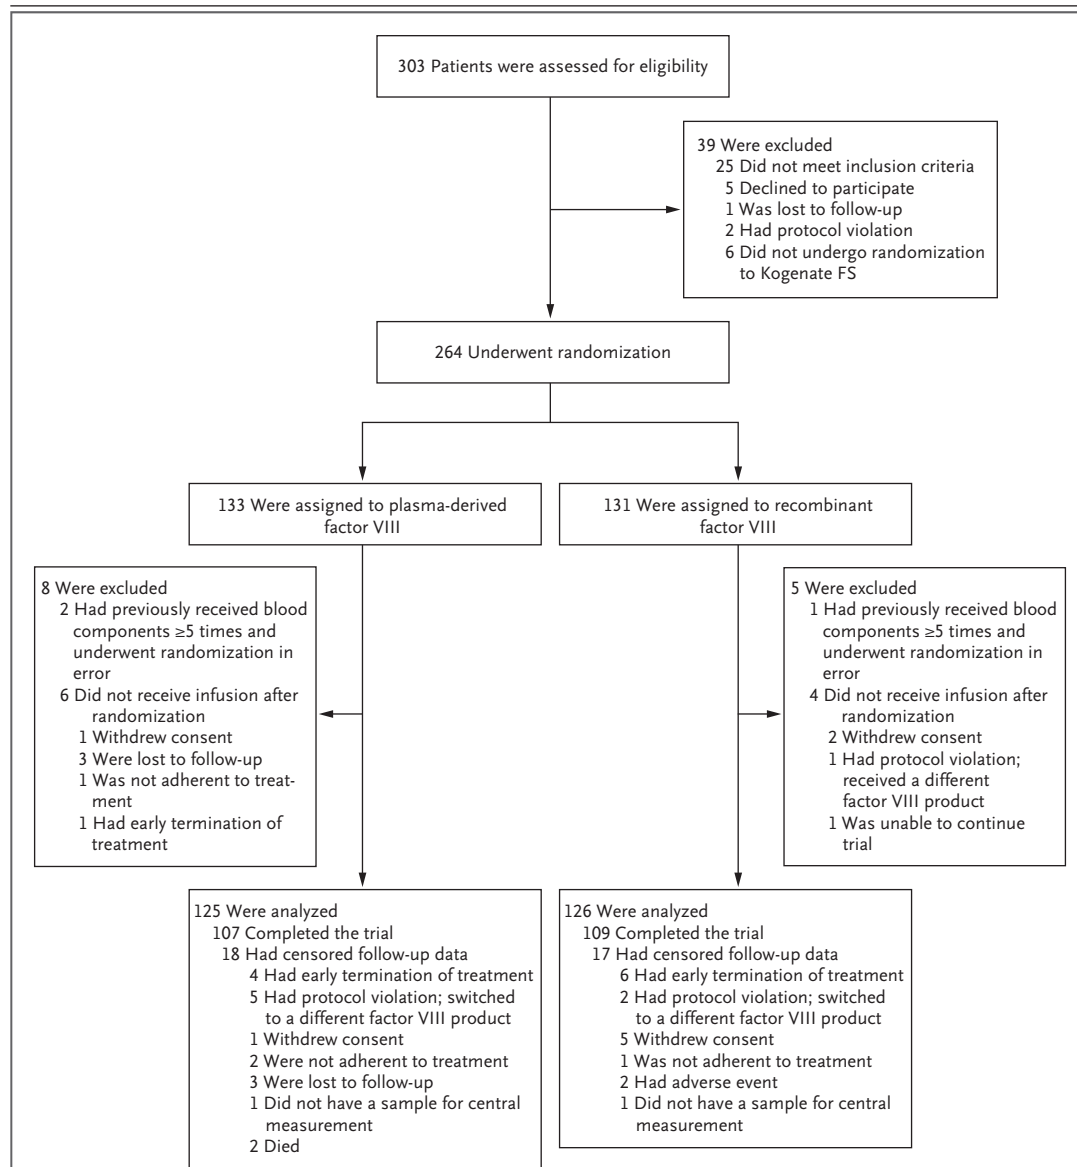 303 Patients were assessed for eligibility
39 Were excluded
25 Did not meet inclusion criteria
5 Declined to participate
1 Was lost to follow-up
2 Had protocol violation
6 Did not undergo randomization
to Kogenate FS
264 Underwent randomization
133 Were assigned to plasma-derived
factor VIII
131 Were assigned to recombinant
factor VIII
8 Were excluded
2 Had previously received blood
components ≥5 times and
underwent randomization in
error
6 Did not receive infusion after
randomization
1 Withdrew consent
3 Were lost to follow-up
1 Was not adherent to treat-
ment
1 Had early termination of
treatment
5 Were excluded
1 Had previously received blood
components ≥5 times and
underwent randomization in
error
4 Did not receive infusion after
randomization
2 Withdrew consent
1 Had protocol violation;
received a different
factor VIII product
1 Was unable to continue
trial
125 Were analyzed
107 Completed the trial
18 Had censored follow-up data
4 Had early termination of treatment
5 Had protocol violation; switched
to a different factor VIII product
1 Withdrew consent
2 Were not adherent to treatment
3 Were lost to follow-up
1 Did not have a sample for central
measurement
2 Died
126 Were analyzed
109 Completed the trial
17 Had censored follow-up data
6 Had early termination of treatment
2 Had protocol violation; switched
to a different factor VIII product
5 Withdrew consent
1 Was not adherent to treatment
2 Had adverse event
1 Did not have a sample for central
measurement